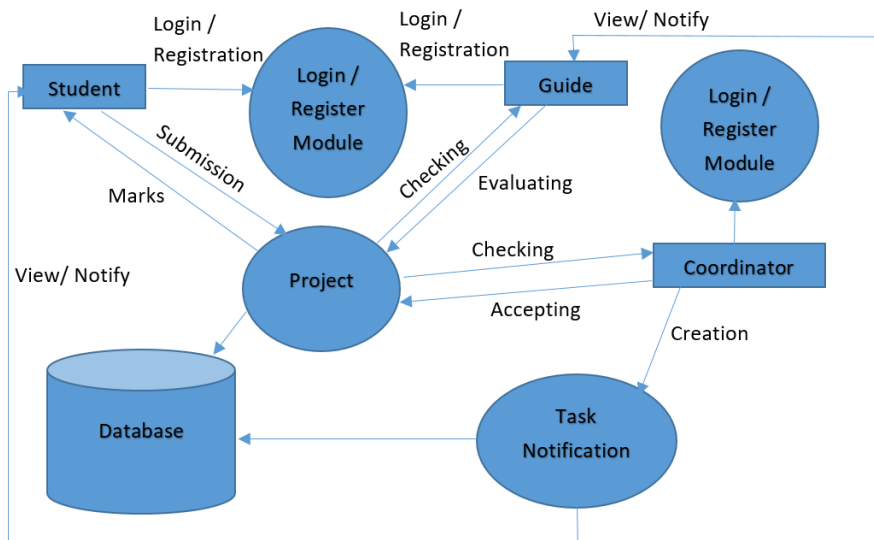 View/ Notify
Login /
Registration
Login /
Registration
Student
Login /
Register
Module
Guide
Login /
Register
Module
Submission
Checking
Marks
Evaluating
Checking
Coordinator
View/ Notify
Project
Accepting
Creation
Database
Task
Notification